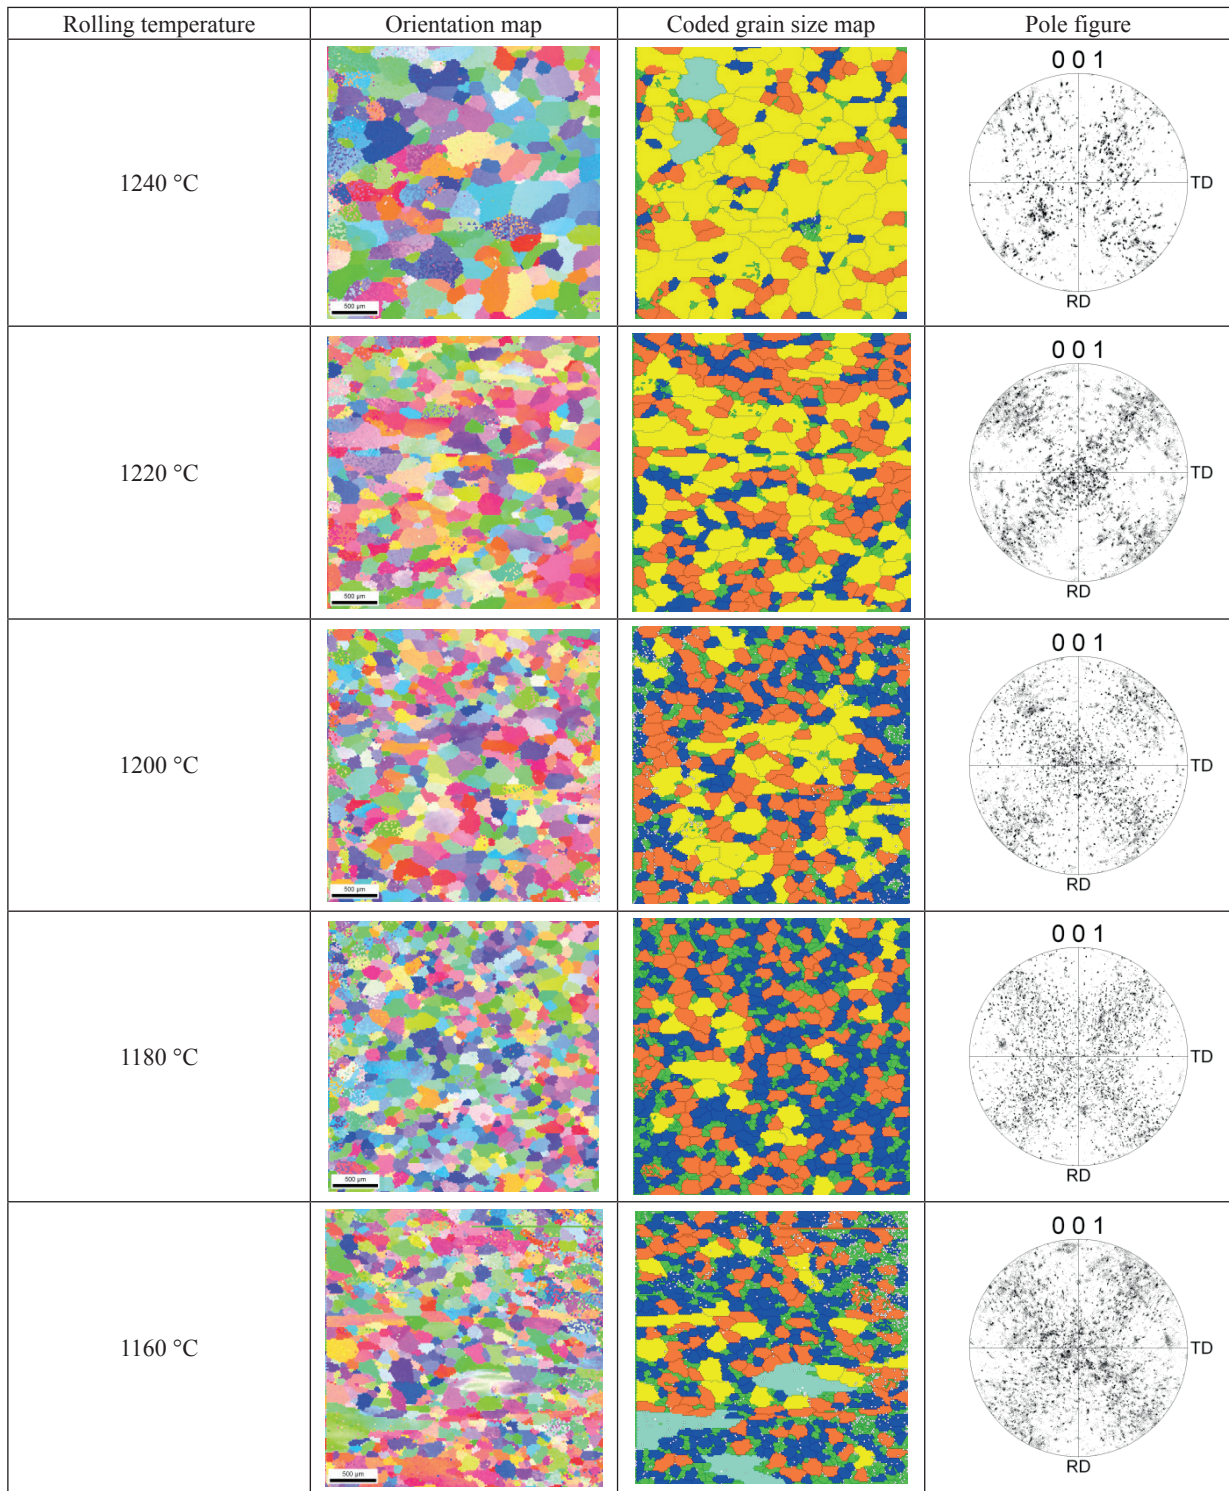 Rolling temperature Orientation map Coded grain size map Pole figure
1240 °C
500 µm
0 0 1
TD
RD
1220 °C
500 µm
0 0 1
TD
RD
1200 °C
500 µm
0 0 1
TD
RD
1180 °C
500 µm
0 0 1
TD
RD
1160 °C
500 µm
0 0 1
TD
RD